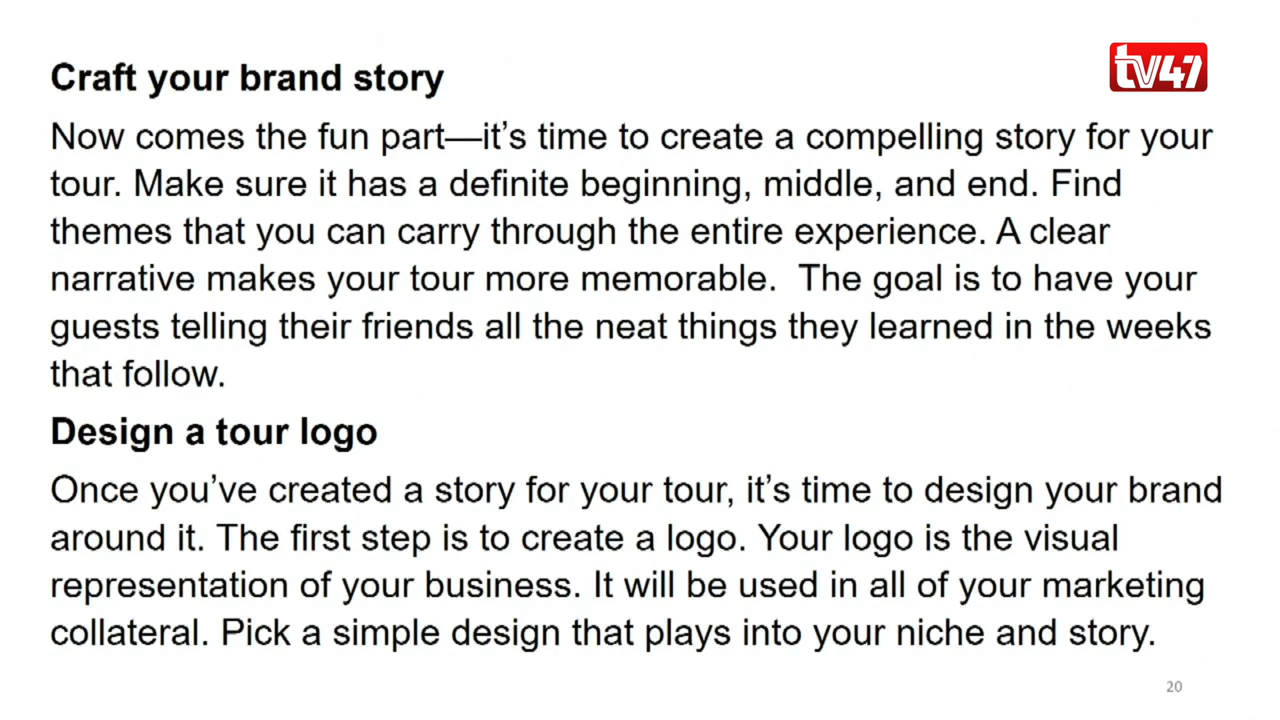 tv47
Craft your brand story
Now comes the fun part—it’s time to create a compelling story for your
tour. Make sure it has a definite beginning, middle, and end. Find
themes that you can carry through the entire experience. A clear
narrative makes your tour more memorable.  The goal is to have your
guests telling their friends all the neat things they learned in the weeks
that follow.
Design a tour logo
Once you’ve created a story for your tour, it’s time to design your brand
around it. The first step is to create a logo. Your logo is the visual
representation of your business. It will be used in all of your marketing
collateral. Pick a simple design that plays into your niche and story.
20